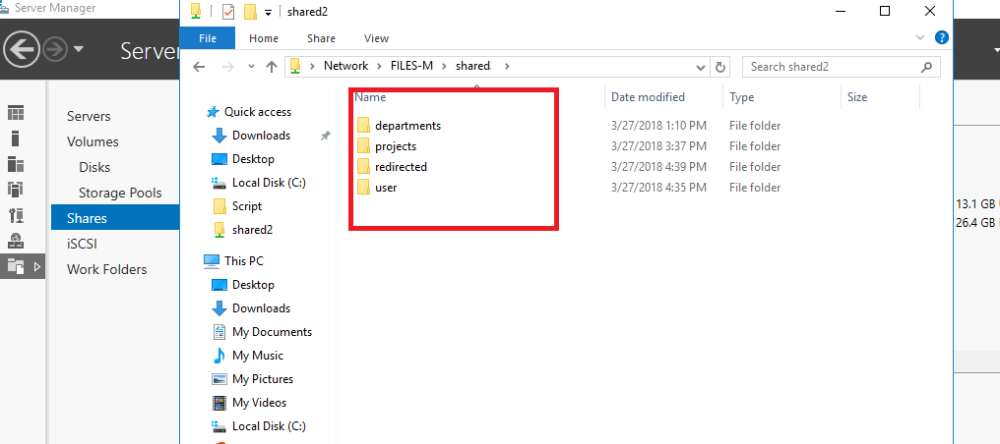 Server Manager
shared2
Server
File Home Share View
Network FILES-M shared
Search shared2
Servers
Volumes
Disks
Storage Pools
Shares
iSCSI
Work Folders
Quick access
Downloads
Desktop
Local Disk (C:)
Script
shared2
This PC
Desktop
Downloads
My Documents
My Music
My Pictures
My Videos
Local Disk (C:)
Name Date modified Type Size
departments 3/27/2018 1:10 PM File folder
projects 3/27/2018 3:37 PM File folder
redirected 3/27/2018 4:39 PM File folder
user 3/27/2018 4:35 PM File folder
13.1 GB
26.4 GB